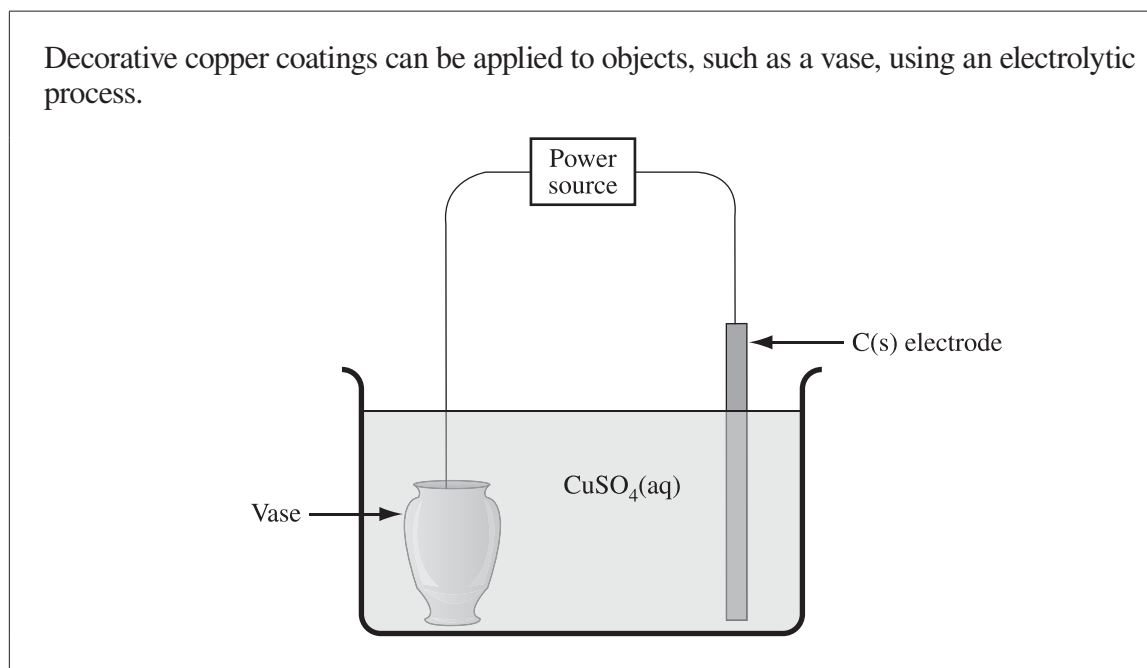 Decorative copper coatings can be applied to objects, such as a vase, using an electrolytic
process.
Power
source
C(s) electrode
CuSO₄(aq)
Vase